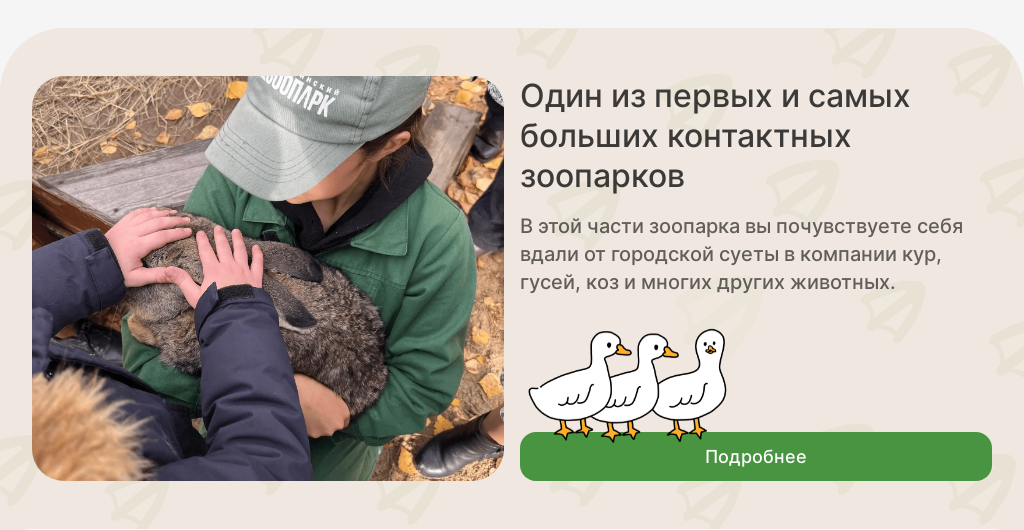 ЗООПАРК
Один из первых и самых
больших контактных
зоопарков
В этой части зоопарка вы почувствуете себя
вдали от городской суеты в компании кур,
гусей, коз и многих других животных.
Подробнее